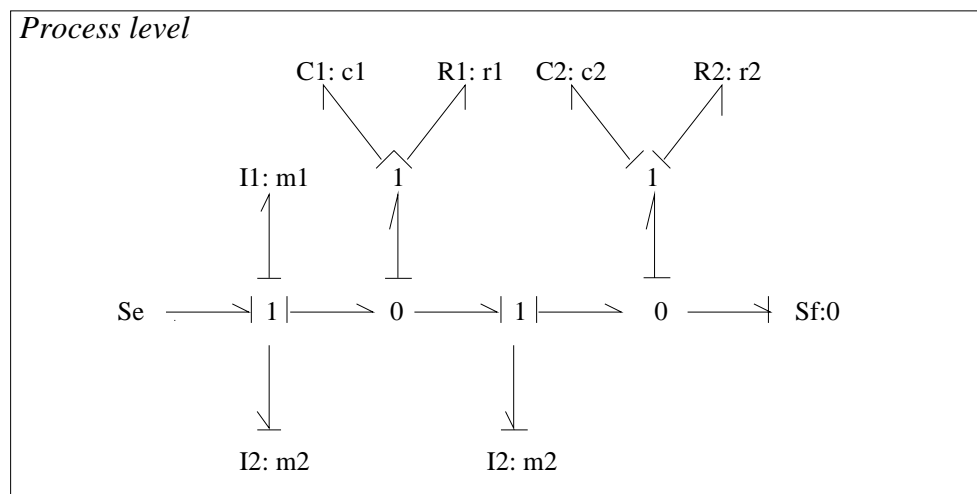 Process level
C1: c1 R1: r1 C2: c2 R2: r2
I1: m1 1 1
Se 1 0 1 0 Sf:0
I2: m2 I2: m2